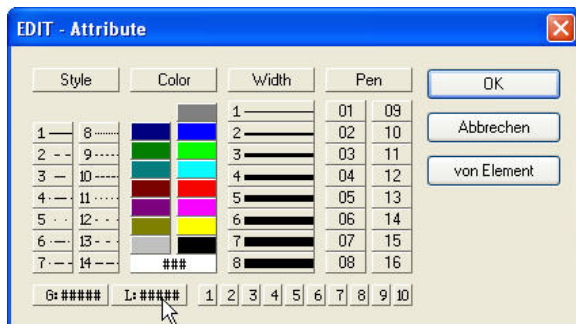 EDIT - Attribute
Style Color Width Pen OK
1 01 09
1 8 2 02 10 Abbrechen
2 9 3 03 11
3 10 4 04 12 von Element
4 11 5 05 13
5 12 6 06 14
6 13 7 07 15
7 14 ### 8 08 16
G: ##### L: ##### 1 2 3 4 5 6 7 8 9 10